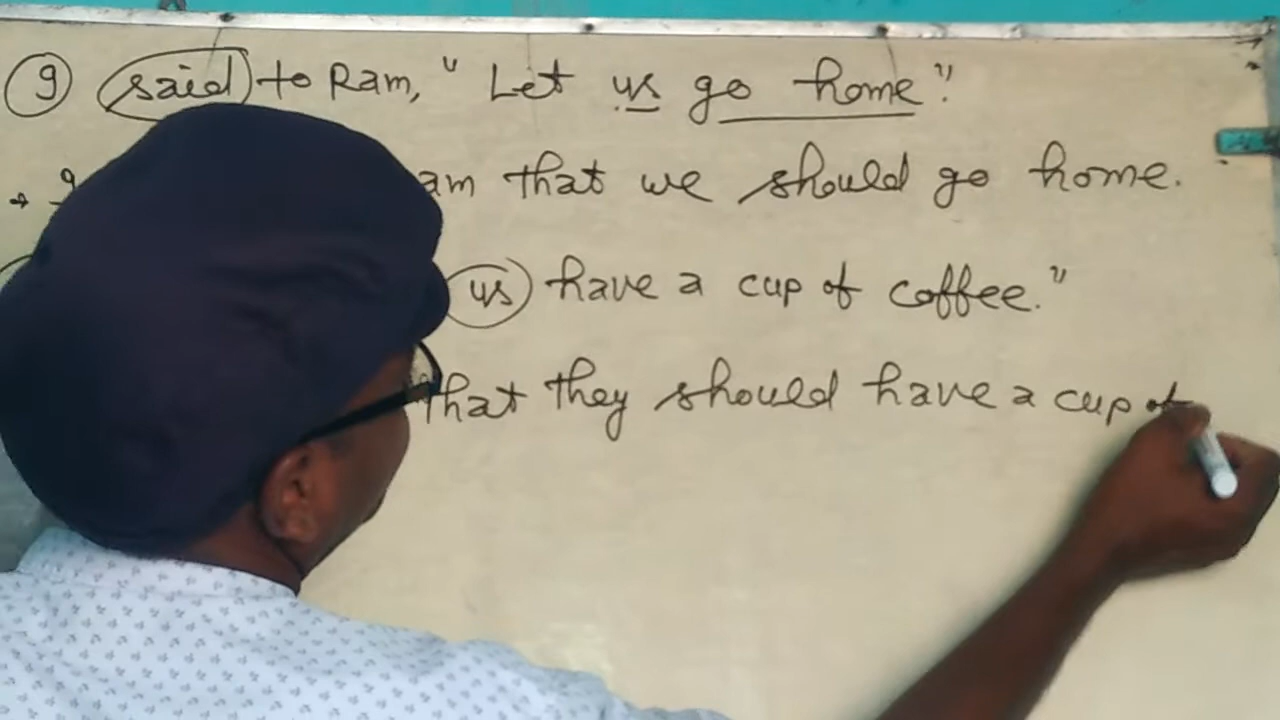 I said to Ram, "Let us go home".
→ I am that we should go home.
us have a cup of coffee."
that they should have a cup of